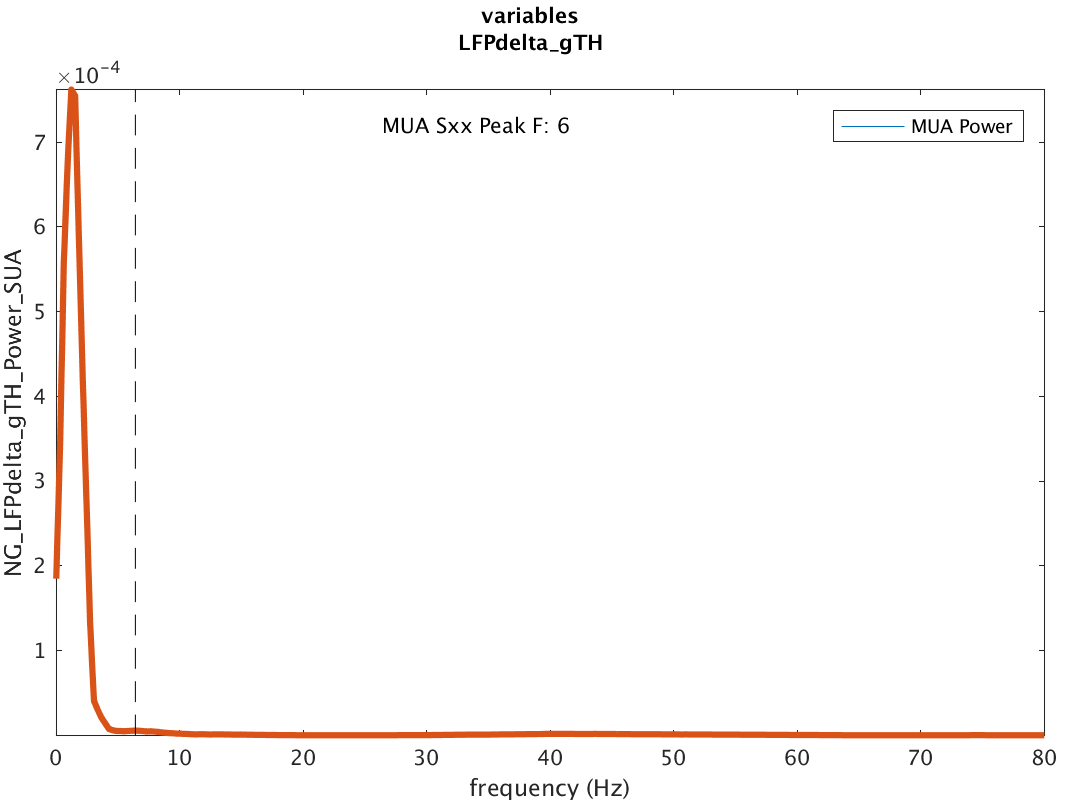 variables
LFPdelta_gTH
×10⁻⁴
MUA Sxx Peak F: 6
MUA Power
7
6
5
4
3
2
1
NG_LFPdelta_gTH_Power_SUA
0 10 20 30 40 50 60 70 80
frequency (Hz)